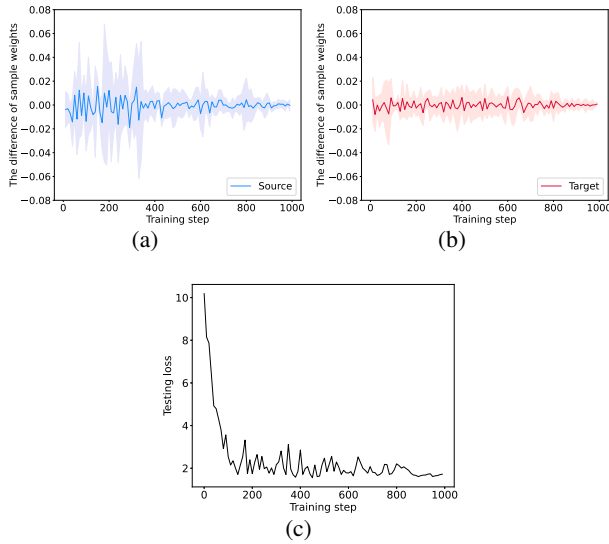 0.08
0.06
0.04
0.02
0.00
−0.02
−0.04
−0.06
−0.08
The difference of sample weights
0 200 400 600 800 1000
Training step
Source
(a)
0.08
0.06
0.04
0.02
0.00
−0.02
−0.04
−0.06
−0.08
The difference of sample weights
0 200 400 600 800 1000
Training step
Target
(b)
10
8
6
4
2
Testing loss
0 200 400 600 800 1000
Training step
(c)